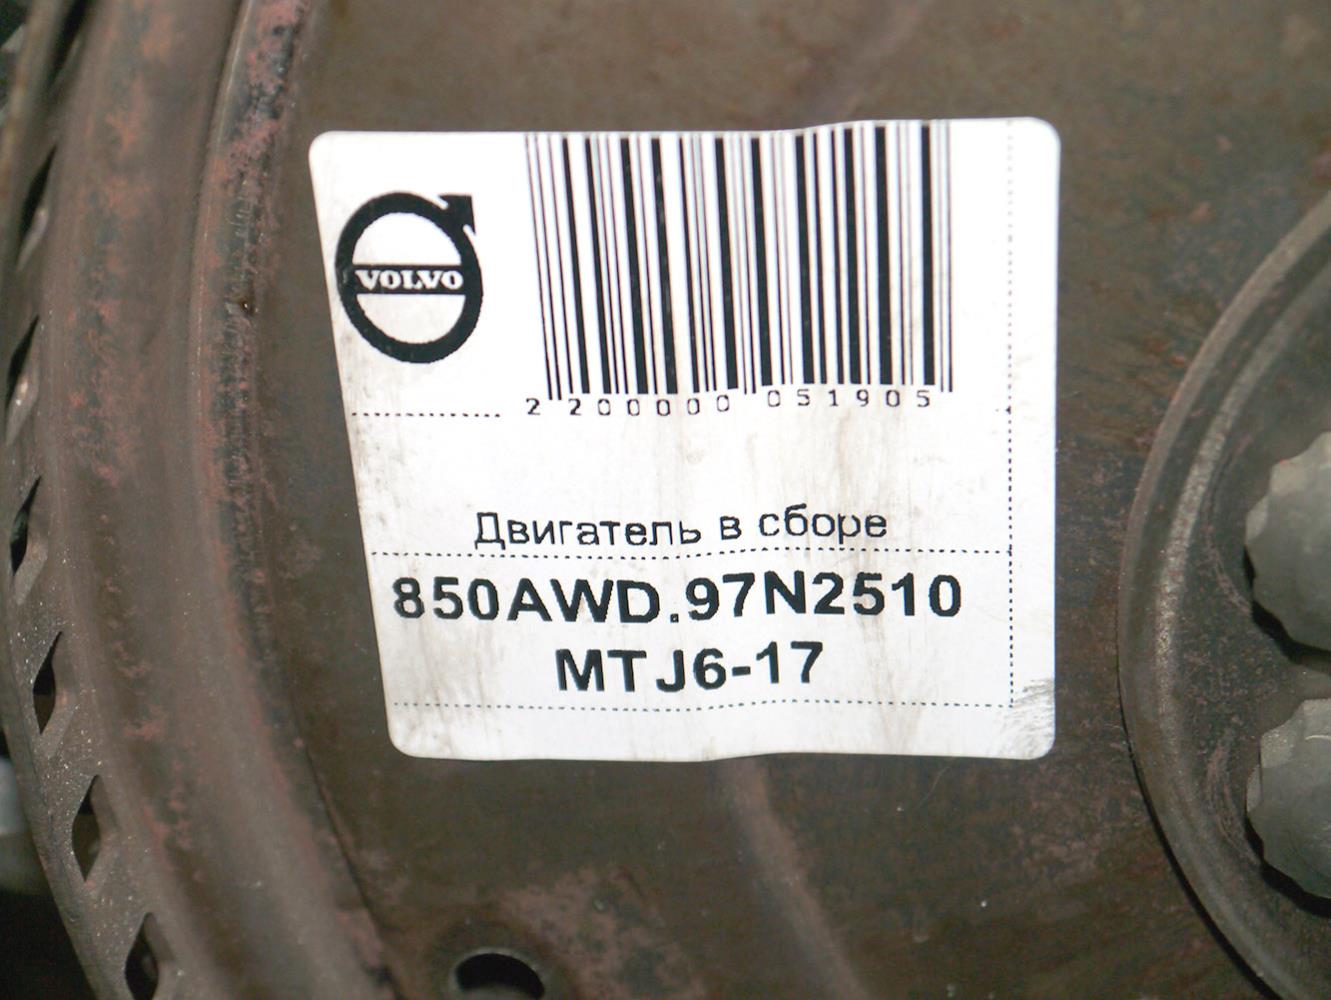 VOLVO
2 200000 051905
Двигатель в сборе
850AWD.97N2510
MTJ6-17